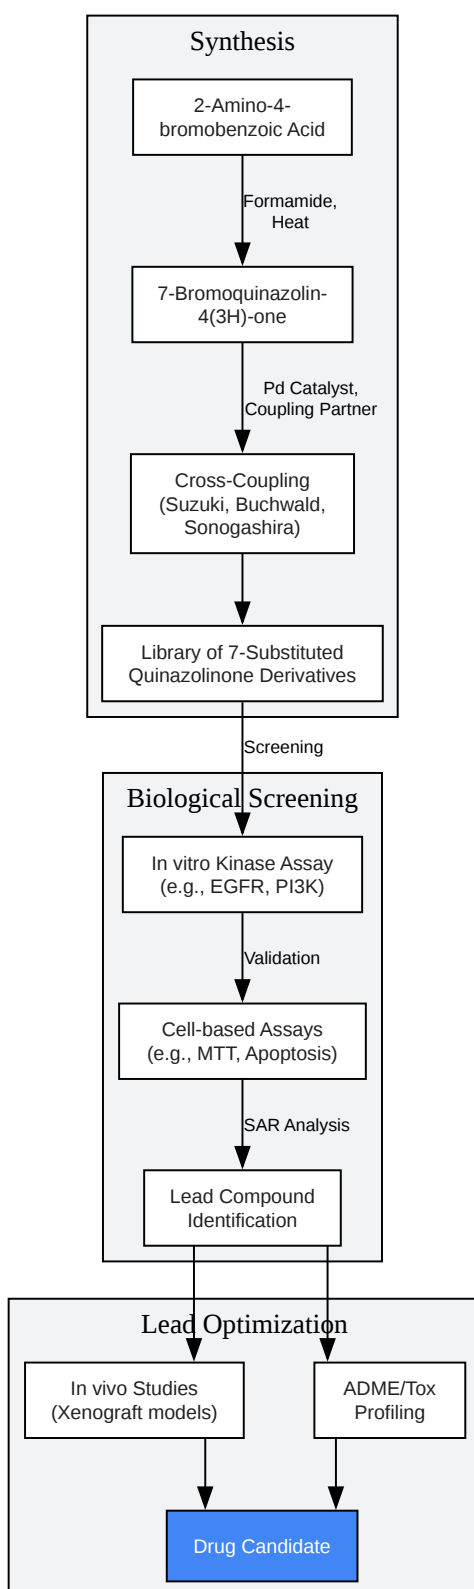 Synthesis
2-Amino-4-
bromobenzoic Acid
Formamide,
Heat
7-Bromoquinazolin-
4(3H)-one
Pd Catalyst,
Coupling Partner
Cross-Coupling
(Suzuki, Buchwald,
Sonogashira)
Library of 7-Substituted
Quinazolinone Derivatives
Screening
Biological Screening
In vitro Kinase Assay
(e.g., EGFR, PI3K)
Validation
Cell-based Assays
(e.g., MTT, Apoptosis)
SAR Analysis
Lead Compound
Identification
Lead Optimization
In vivo Studies
(Xenograft models)
ADME/Tox
Profiling
Drug Candidate